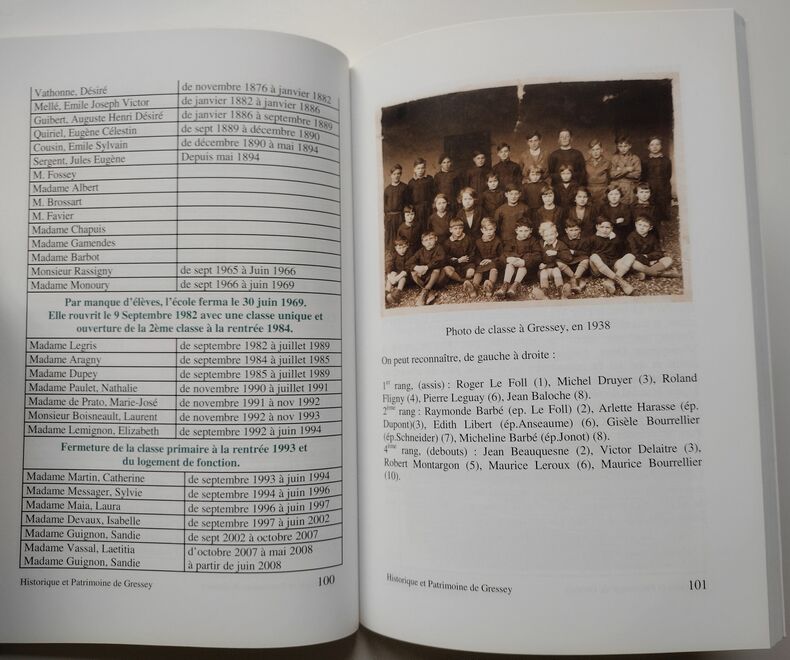 Vathonne, Désiré de novembre 1876 à janvier 1882
Mellé, Emile Joseph Victor de janvier 1882 à janvier 1886
Guibert, Auguste Henri Désiré de janvier 1886 à septembre 1889
Quiriel, Eugène Célestin de sept 1889 à décembre 1890
Cousin, Emile Sylvain de décembre 1890 à mai 1894
Sergent, Jules Eugène Depuis mai 1894
M. Fossey
Madame Albert
M. Brossart
M. Favier
Madame Chapuis
Madame Gamendes
Madame Barbot
Monsieur Rassigny de sept 1965 à Juin 1966
Madame Monoury de sept 1966 à juin 1969
Par manque d'élèves, l'école ferma le 30 juin 1969.
Elle rouvrit le 9 Septembre 1982 avec une classe unique et
ouverture de la 2ème classe à la rentrée 1984.
Madame Legris de septembre 1982 à juillet 1989
Madame Aragny de septembre 1984 à juillet 1985
Madame Dupey de septembre 1985 à juillet 1989
Madame Paulet, Nathalie de novembre 1990 à juillet 1991
Madame de Prato, Marie-José de novembre 1991 à nov 1992
Monsieur Boisneault, Laurent de novembre 1992 à nov 1993
Madame Lemignon, Elizabeth de septembre 1992 à juin 1994
Fermeture de la classe primaire à la rentrée 1993 et
du logement de fonction.
Madame Martin, Catherine de septembre 1993 à juin 1994
Madame Messager, Sylvie de septembre 1994 à juin 1996
Madame Maia, Laura de septembre 1996 à juin 1997
Madame Devaux, Isabelle de septembre 1997 à juin 2002
Madame Guignon, Sandie de sept 2002 à octobre 2007
Madame Vassal, Laetitia d'octobre 2007 à mai 2008
Madame Guignon, Sandie à partir de juin 2008
Historique et Patrimoine de Gressey 100
Photo de classe à Gressey, en 1938
On peut reconnaître, de gauche à droite :
1er rang, (assis) : Roger Le Foll (1), Michel Druyer (3), Roland
Fligny (4), Pierre Leguay (6), Jean Baloche (8).
2ème rang : Raymonde Barbé (ep. Le Foll) (2), Arlette Harasse (ép.
Dupont)(3), Edith Libert (ép.Anseaume) (6), Gisèle Bourrellier
(ép.Schneider) (7), Micheline Barbé (ép.Jonot) (8).
4ème rang, (debouts) : Jean Beauquesne (2), Victor Delaitre (3),
Robert Montargon (5), Maurice Leroux (6), Maurice Bourrellier
(10).
Historique et Patrimoine de Gressey 101